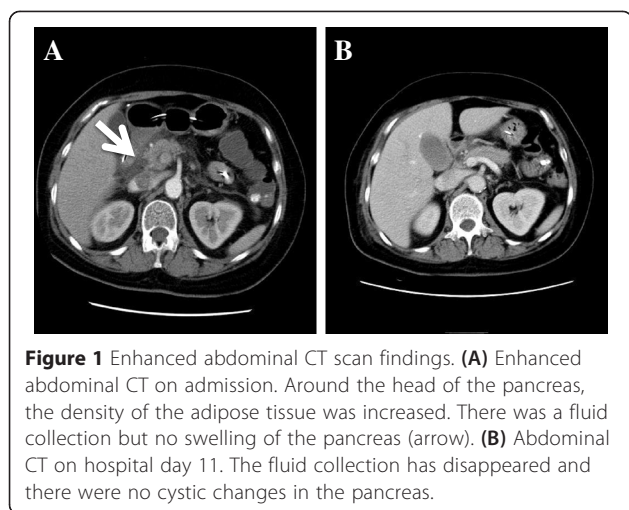 A
B
Figure 1 Enhanced abdominal CT scan findings. (A) Enhanced
abdominal CT on admission. Around the head of the pancreas,
the density of the adipose tissue was increased. There was a fluid
collection but no swelling of the pancreas (arrow). (B) Abdominal
CT on hospital day 11. The fluid collection has disappeared and
there were no cystic changes in the pancreas.